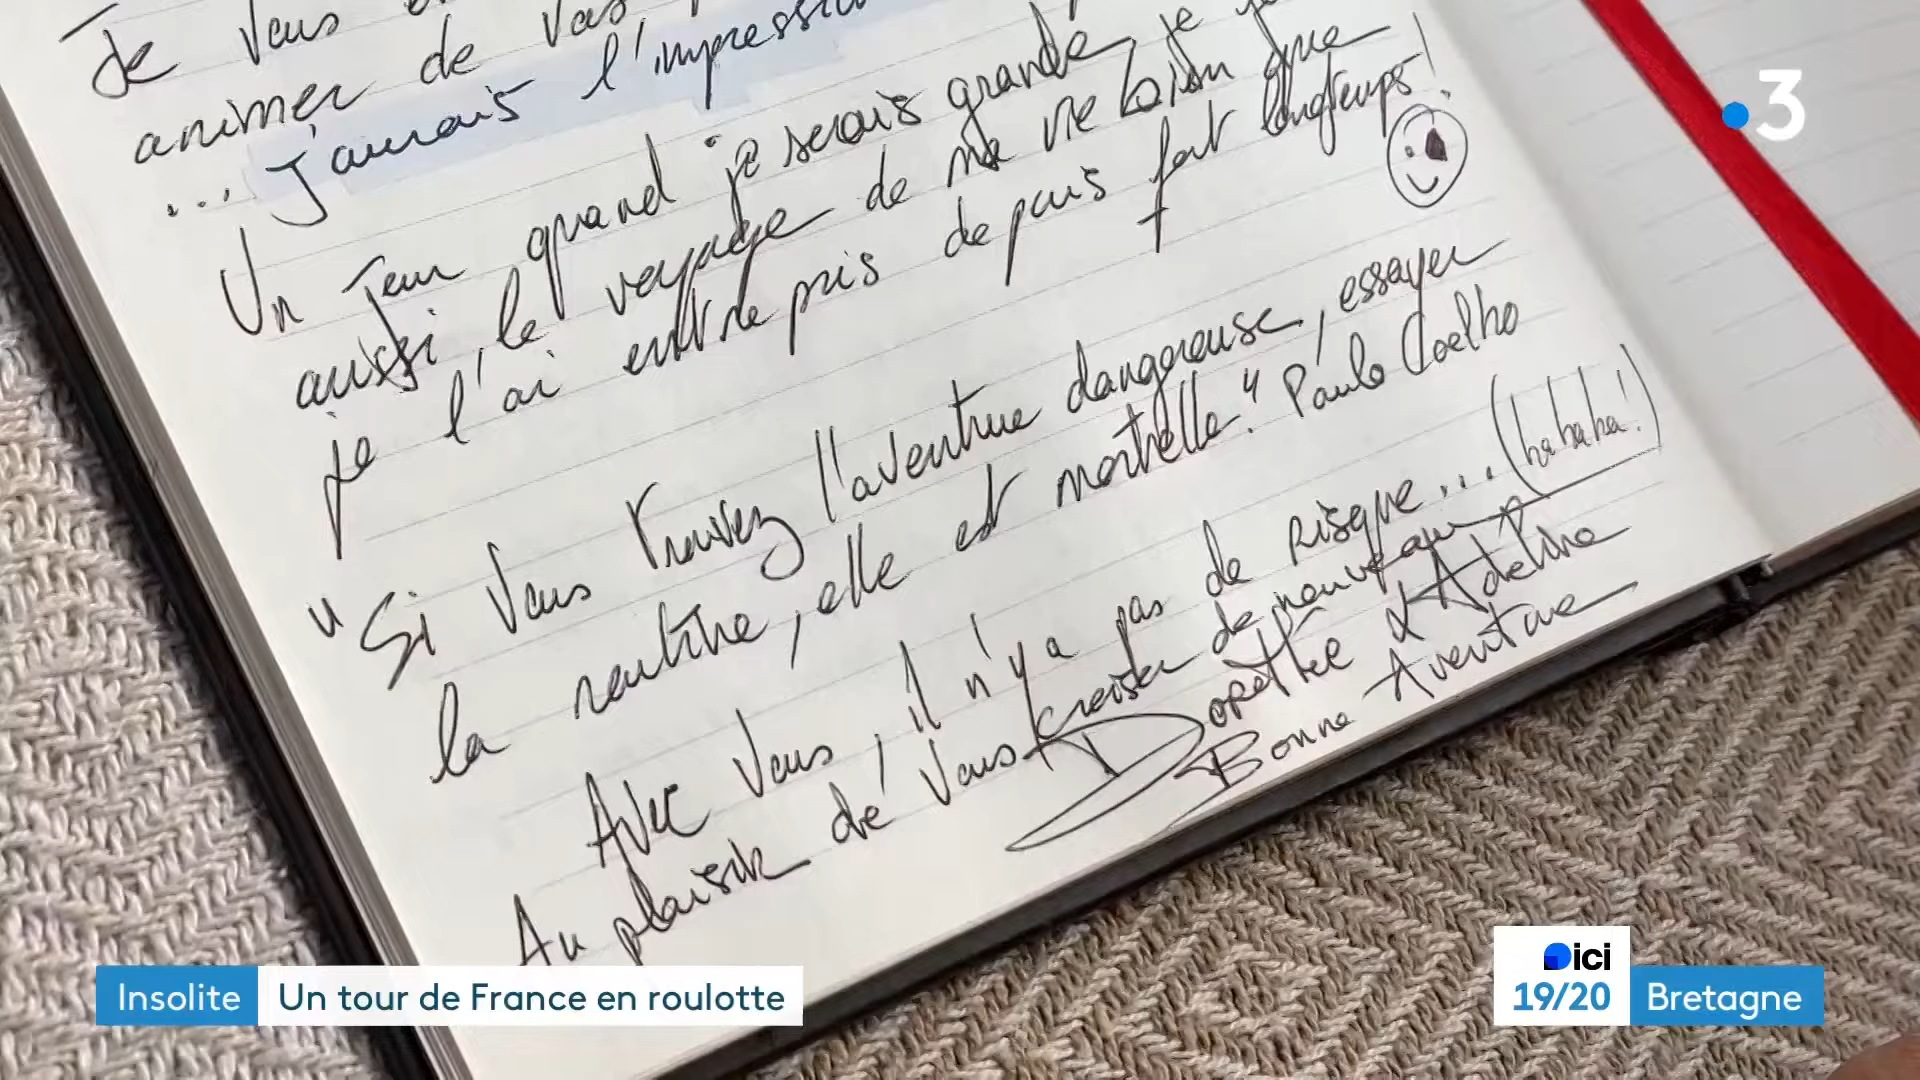 Je vous
animer de vos
... J'aurais l'impression
Un jour quand je serais grande, je
aussi, le voyage de ma vie bien que
je l'ai entrepris depuis fort longtemps!
"Si vous trouvez l'aventure dangereuse, essayer
la routine, elle est mortelle." Paulo Coelho
Avec vous, il n'y a pas de risque... (hahaha!)
Au plaisir de vous croiser de nouveau
Dorothée & Adeline
Bonne Aventure
3
Insolite Un tour de France en roulotte
ici
19/20 Bretagne